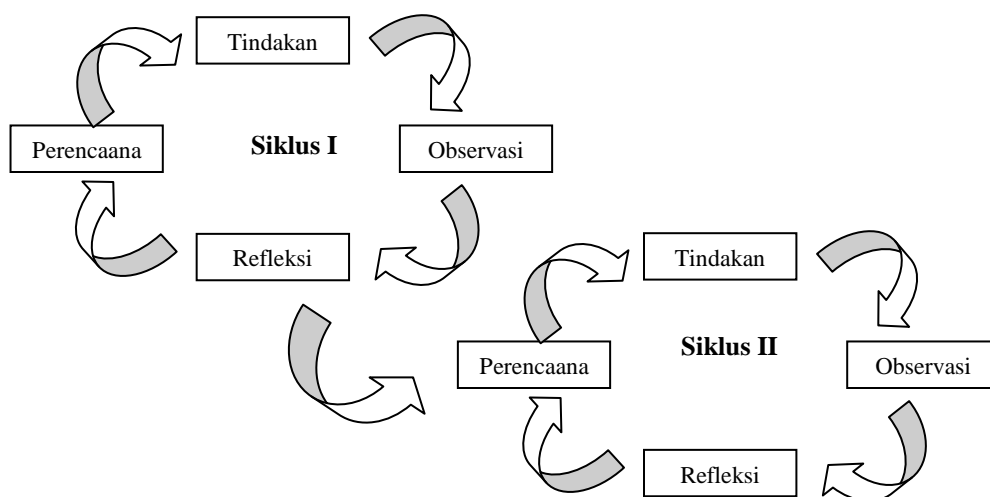 Tindakan
Perencaana
Siklus I
Observasi
Refleksi
Tindakan
Perencaana
Siklus II
Observasi
Refleksi